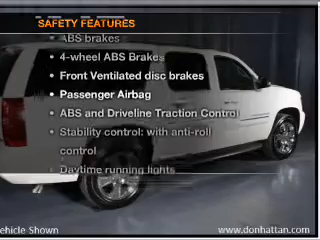 SAFETY FEATURES
• ABS brakes
• 4-wheel ABS Brakes
• Front Ventilated disc brakes
• Passenger Airbag
• ABS and Driveline Traction Control
• Stability control: with anti-roll
control
• Daytime running lights
ehicle Shown
www.donhattan.com